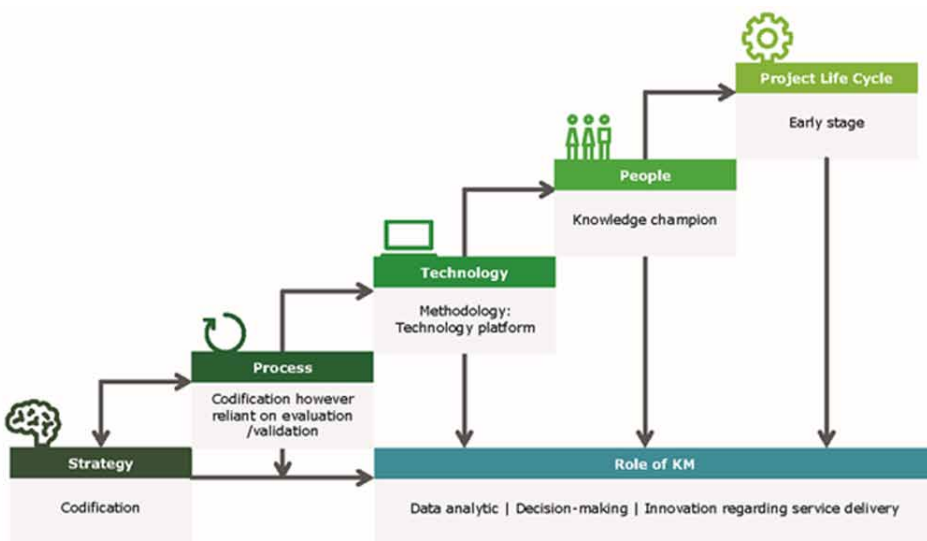 Project Life Cycle
Early stage
People
Knowledge champion
Technology
Methodology:
Technology platform
Process
Codification however
reliant on evaluation
/validation
Strategy
Codification
Role of KM
Data analytic | Decision-making | Innovation regarding service delivery